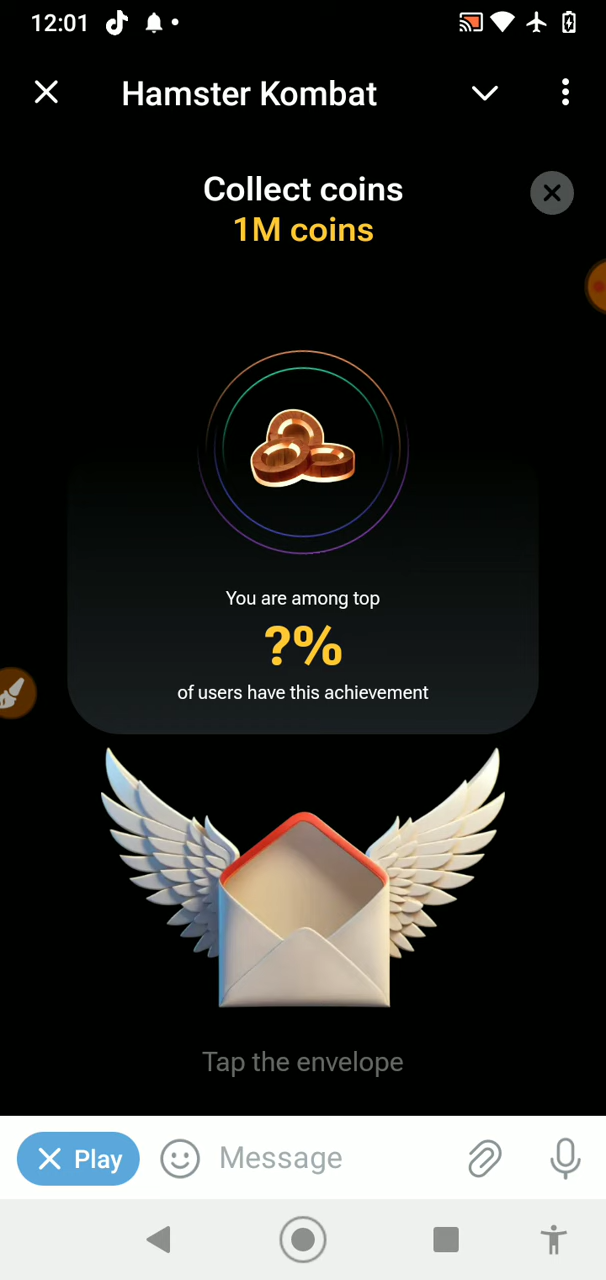 12:01
Hamster Kombat
Collect coins
1M coins
You are among top
?%
of users have this achievement
Tap the envelope
Play
Message